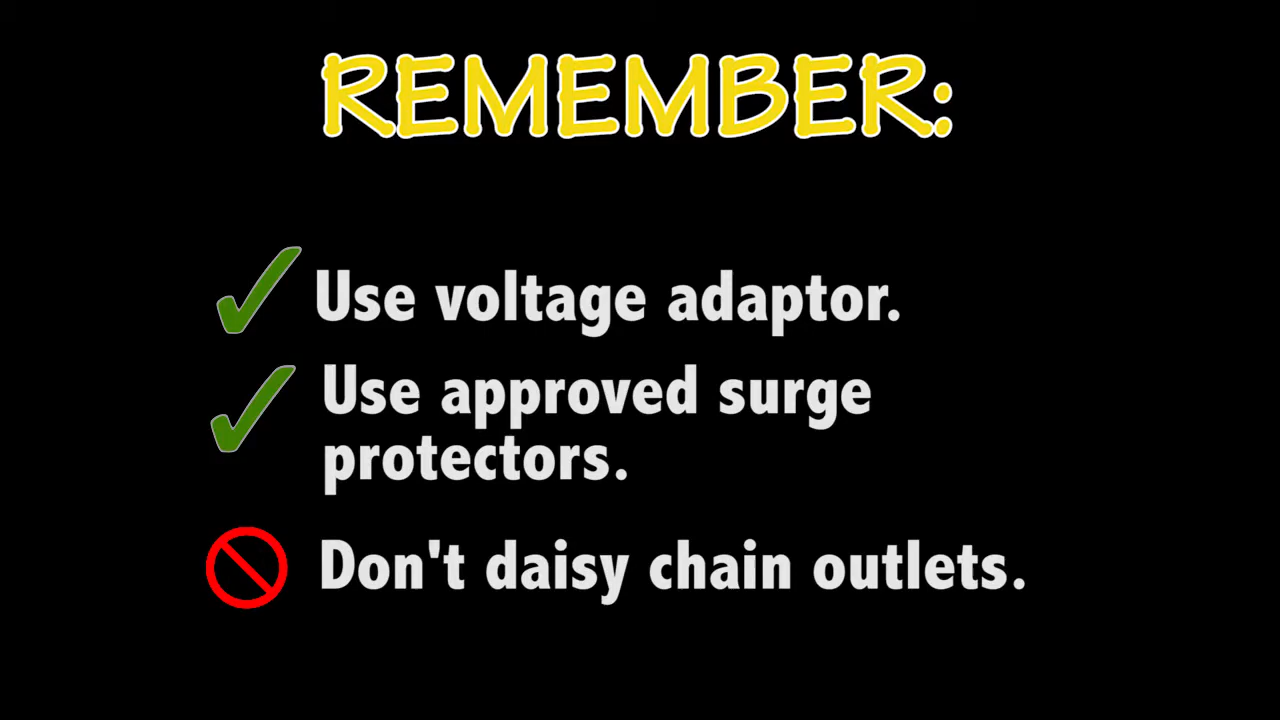 REMEMBER:
Use voltage adaptor.
Use approved surge
protectors.
Don't daisy chain outlets.